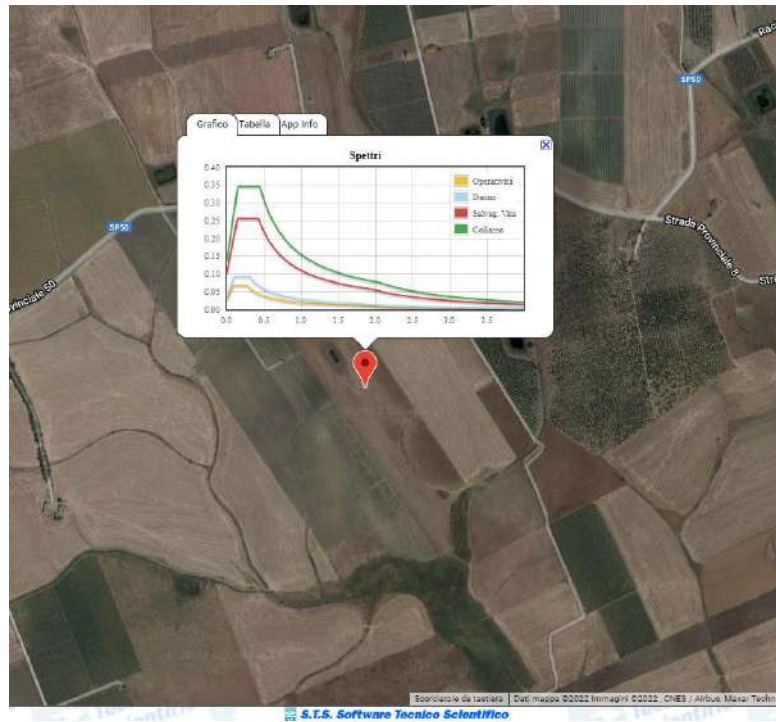 Grafico Tabella App Info
Spettri
0.40
0.35
0.30
0.25
0.20
0.15
0.10
0.05
0.00
0.0 0.5 1.0 1.5 2.0 2.5 3.0 3.5
Operatività
Danno
Salvag. Vita
Collasso
SP50
SP50
Strada Provinciale 8
vinciale 50
Rac
Stra
Scorciatoie da tastiera Dati mappa ©2022 Immagini ©2022 , CNES / Airbus, Maxar Techn
S.T.S. Software Tecnico Scientifico